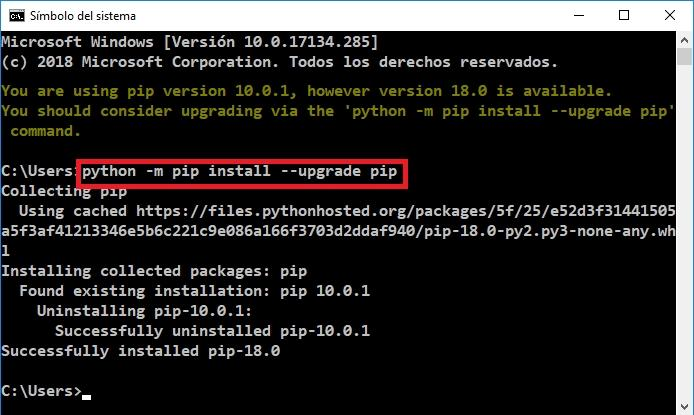 Símbolo del sistema
Microsoft Windows [Versión 10.0.17134.285]
(c) 2018 Microsoft Corporation. Todos los derechos reservados.
You are using pip version 10.0.1, however version 18.0 is available.
You should consider upgrading via the 'python -m pip install --upgrade pip'
command.
C:\Users>python -m pip install --upgrade pip
Collecting pip
Using cached https://files.pythonhosted.org/packages/5f/25/e52d3f31441505
a5f3af41213346e5b6c221c9e086a166f3703d2ddaf940/pip-18.0-py2.py3-none-any.wh
l
Installing collected packages: pip
Found existing installation: pip 10.0.1
Uninstalling pip-10.0.1:
Successfully uninstalled pip-10.0.1
Successfully installed pip-18.0
C:\Users>